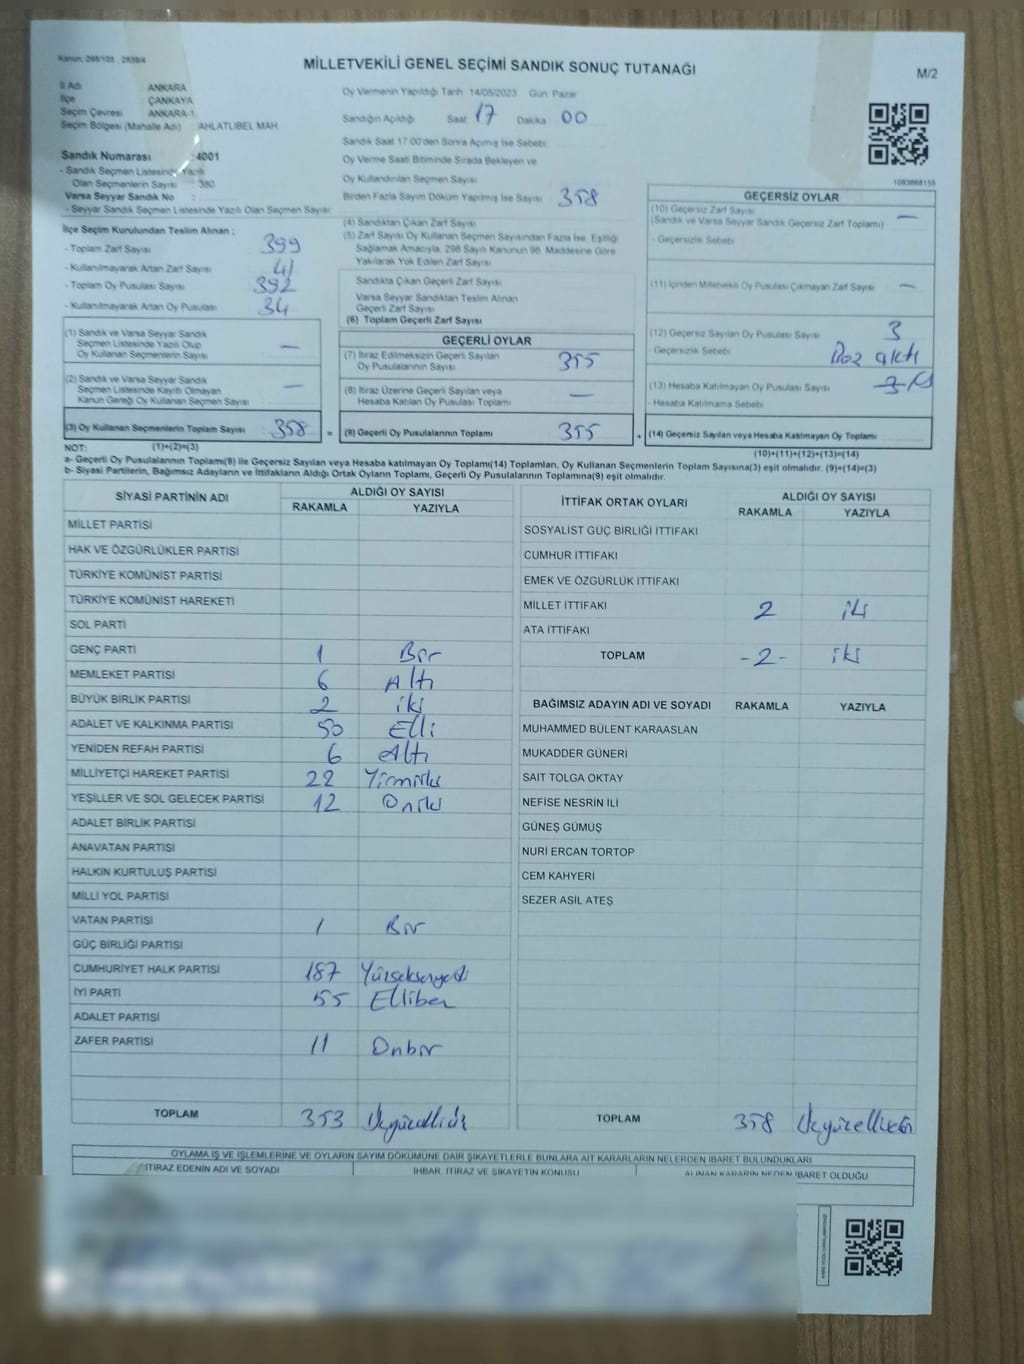 Kanun: 298/105 , 2839/4
MİLLETVEKİLİ GENEL SEÇİMİ SANDIK SONUÇ TUTANAĞI
M/2
İl Adı ANKARA
İlçe ÇANKAYA
Seçim Çevresi ANKARA-1
Seçim Bölgesi (Mahalle Adı) AHLATLIBEL MAH.
Oy Vermenin Yapıldığı Tarih 14/05/2023 Gün Pazar
Sandığın Açıldığı Saat 17 Dakika 00
Sandık Saat 17:00'den Sonra Açımış İse Sebebi
Oy Verme Saati Bitiminde Sırada Bekleyen ve
Oy Kullandırılan Seçmen Sayısı
Birden Fazla Sayım Döküm Yapılmış İse Sayısı 358
Sandık Numarası : 4001
- Sandık Seçmen Listesinde Yazılı
Olan Seçmenlerin Sayısı 380
Varsa Seyyar Sandık No :
- Seyyar Sandık Seçmen Listesinde Yazılı Olan Seçmen Sayısı:
İlçe Seçim Kurulundan Teslim Alınan ;
- Toplam Zarf Sayısı 399
- Kullanılmayarak Artan Zarf Sayısı 41
- Toplam Oy Pusulası Sayısı 392
- Kullanılmayarak Artan Oy Pusulası 34
(1) Sandık ve Varsa Seyyar Sandık
Seçmen Listesinde Yazılı Olup
Oy Kullanan Seçmenlerin Sayısı —
(2) Sandık ve Varsa Seyyar Sandık
Seçmen Listesinde Kayıtlı Olmayan
Kanun Gereği Oy Kullanan Seçmen Sayısı —
(3) Oy Kullanan Seçmenlerin Toplam Sayısı 358 =
(4) Sandıktan Çıkan Zarf Sayısı
(5) Zarf Sayısı Oy Kullanan Seçmen Sayısından Fazla İse, Eşitliği
Sağlamak Amacıyla, 298 Sayılı Kanunun 98. Maddesine Göre
Yakılarak Yok Edilen Zarf Sayısı
Sandıkta Çıkan Geçerli Zarf Sayısı
Varsa Seyyar Sandıktan Teslim Alınan
Geçerli Zarf Sayısı
(6) Toplam Geçerli Zarf Sayısı
GEÇERLİ OYLAR
(7) İtiraz Edilmeksizin Geçerli Sayılan
Oy Pusulalarının Sayısı 355
(8) İtiraz Üzerine Geçerli Sayılan veya
Hesaba Katılan Oy Pusulası Toplamı —
(9) Geçerli Oy Pusulalarının Toplamı 355 +
1083868155
GEÇERSİZ OYLAR
(10) Geçersiz Zarf Sayısı —
(Sandık ve Varsa Seyyar Sandık Geçersiz Zarf Toplamı)
- Geçersizlik Sebebi
(11) İçinden Milletvekili Oy Pusulası Çıkmayan Zarf Sayısı —
(12) Geçersiz Sayılan Oy Pusulası Sayısı 3
- Geçersizlik Sebebi
(13) Hesaba Katılmayan Oy Pusulası Sayısı
- Hesaba Katılmama Sebebi
(14) Geçersiz Sayılan veya Hesaba Katılmayan Oy Toplamı
NOT: (1)+(2)=(3)
(10)+(11)+(12)+(13)=(14)
a- Geçerli Oy Pusulalarının Toplamı(9) ile Geçersiz Sayılan veya Hesaba katılmayan Oy Toplamı(14) Toplamları, Oy Kullanan Seçmenlerin Toplam Sayısına(3) eşit olmalıdır. (9)+(14)=(3)
b- Siyasi Partilerin, Bağımsız Adayların ve İttifakların Aldığı Ortak Oyların Toplamı, Geçerli Oy Pusulalarının Toplamına(9) eşit olmalıdır.
SİYASİ PARTİNİN ADI ALDIĞI OY SAYISI
RAKAMLA YAZIYLA
MİLLET PARTİSİ
HAK VE ÖZGÜRLÜKLER PARTİSİ
TÜRKİYE KOMÜNİST PARTİSİ
TÜRKİYE KOMÜNİST HAREKETİ
SOL PARTİ
GENÇ PARTİ 1 Bir
MEMLEKET PARTİSİ 6 Altı
BÜYÜK BİRLİK PARTİSİ 2 iki
ADALET VE KALKINMA PARTİSİ 50 Elli
YENİDEN REFAH PARTİSİ 6 Altı
MİLLİYETÇİ HAREKET PARTİSİ 22 Yirmiiki
YEŞİLLER VE SOL GELECEK PARTİSİ 12 Oniki
ADALET BİRLİK PARTİSİ
ANAVATAN PARTİSİ
HALKIN KURTULUŞ PARTİSİ
MİLLİ YOL PARTİSİ
VATAN PARTİSİ 1 Bir
GÜÇ BİRLİĞİ PARTİSİ
CUMHURİYET HALK PARTİSİ 187 Yüzseksenyedi
İYİ PARTİ 55 Ellibeş
ADALET PARTİSİ
ZAFER PARTİSİ 11 Onbir
TOPLAM 353 Üçyüzelliüç
İTTİFAK ORTAK OYLARI ALDIĞI OY SAYISI
RAKAMLA YAZIYLA
SOSYALİST GÜÇ BİRLİĞİ İTTİFAKI
CUMHUR İTTİFAKI
EMEK VE ÖZGÜRLÜK İTTİFAKI
MİLLET İTTİFAKI 2 iki
ATA İTTİFAKI
TOPLAM -2- iki
BAĞIMSIZ ADAYIN ADI VE SOYADI RAKAMLA YAZIYLA
MUHAMMED BÜLENT KARAASLAN
MUKADDER GÜNERİ
SAİT TOLGA OKTAY
NEFİSE NESRİN İLİ
GÜNEŞ GÜMÜŞ
NURİ ERCAN TORTOP
CEM KAHYERİ
SEZER ASİL ATEŞ
TOPLAM 358
OYLAMA İŞ VE İŞLEMLERİNE VE OYLARIN SAYIM DÖKÜMÜNE DAİR ŞİKAYETLERLE BUNLARA AİT KARARLARIN NELERDEN İBARET BULUNDUKLARI
İTİRAZ EDENİN ADI VE SOYADI İHBAR, İTİRAZ VE ŞİKAYETİN KONUSU ALINAN KARARIN NEDEN İBARET OLDUĞU